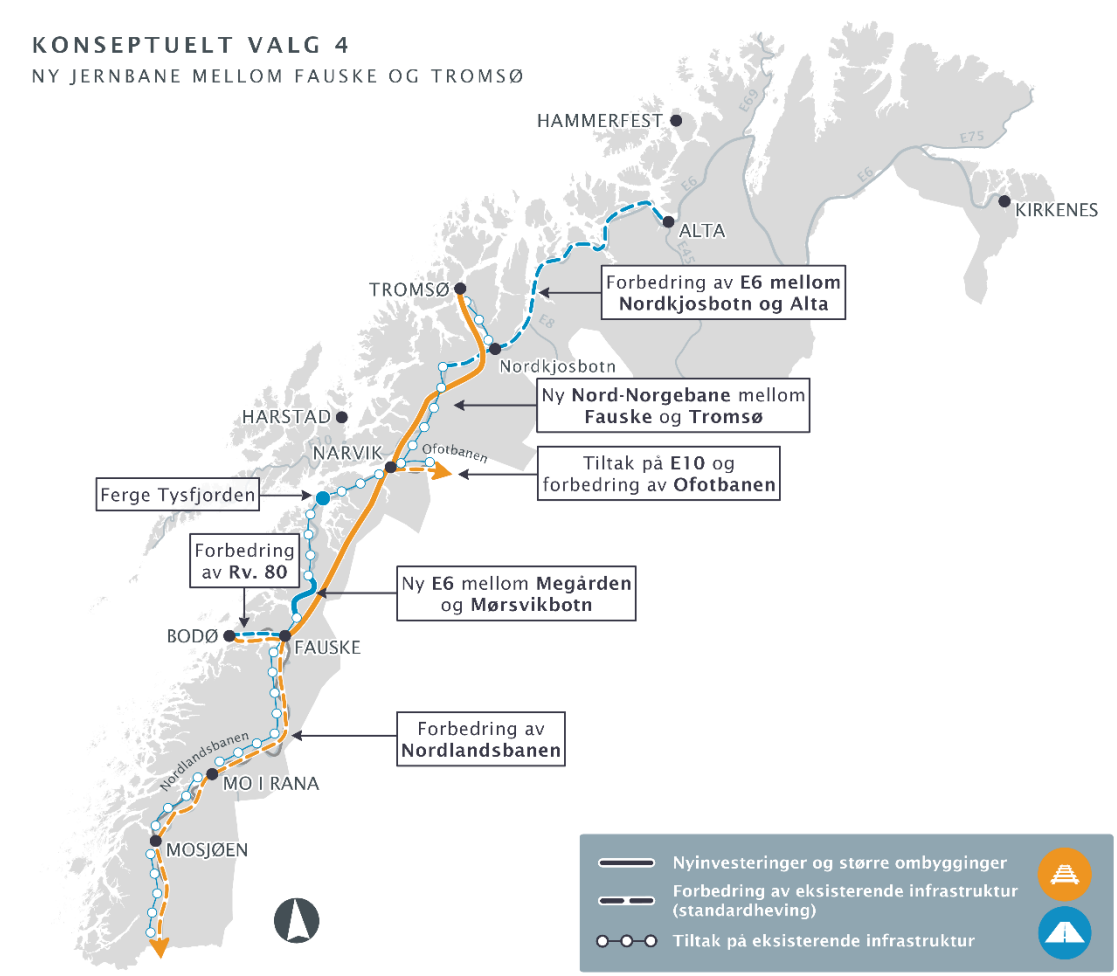 KONSEPTUELT VALG 4
NY JERNBANE MELLOM FAUSKE OG TROMSØ
E69
HAMMERFEST
E75
E6
E6
KIRKENES
ALTA
E45
Forbedring av E6 mellom
Nordkjosbotn og Alta
TROMSØ
E8
Nordkjosbotn
Ny Nord-Norgebane mellom
Fauske og Tromsø
HARSTAD
E10
NARVIK
Ofotbanen
Tiltak på E10 og
forbedring av Ofotbanen
Ferge Tysfjorden
Forbedring
av Rv. 80
Ny E6 mellom Megården
og Mørsvikbotn
BODØ
FAUSKE
Forbedring av
Nordlandsbanen
Nordlandsbanen
MO I RANA
MOSJØEN
Nyinvesteringer og større ombygginger
Forbedring av eksisterende infrastruktur
(standardheving)
Tiltak på eksisterende infrastruktur